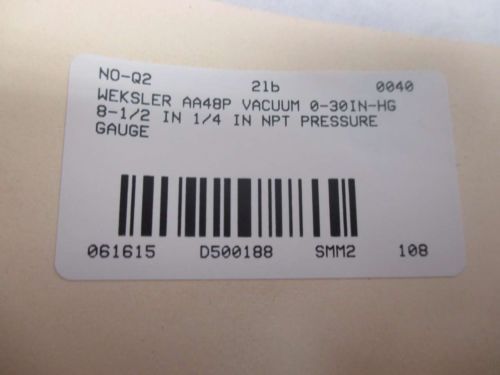 NO-Q2 21b 0040
WEKSLER AA48P VACUUM 0-30IN-HG
8-1/2 IN 1/4 IN NPT PRESSURE
GAUGE
061615 D500188 SMM2 108